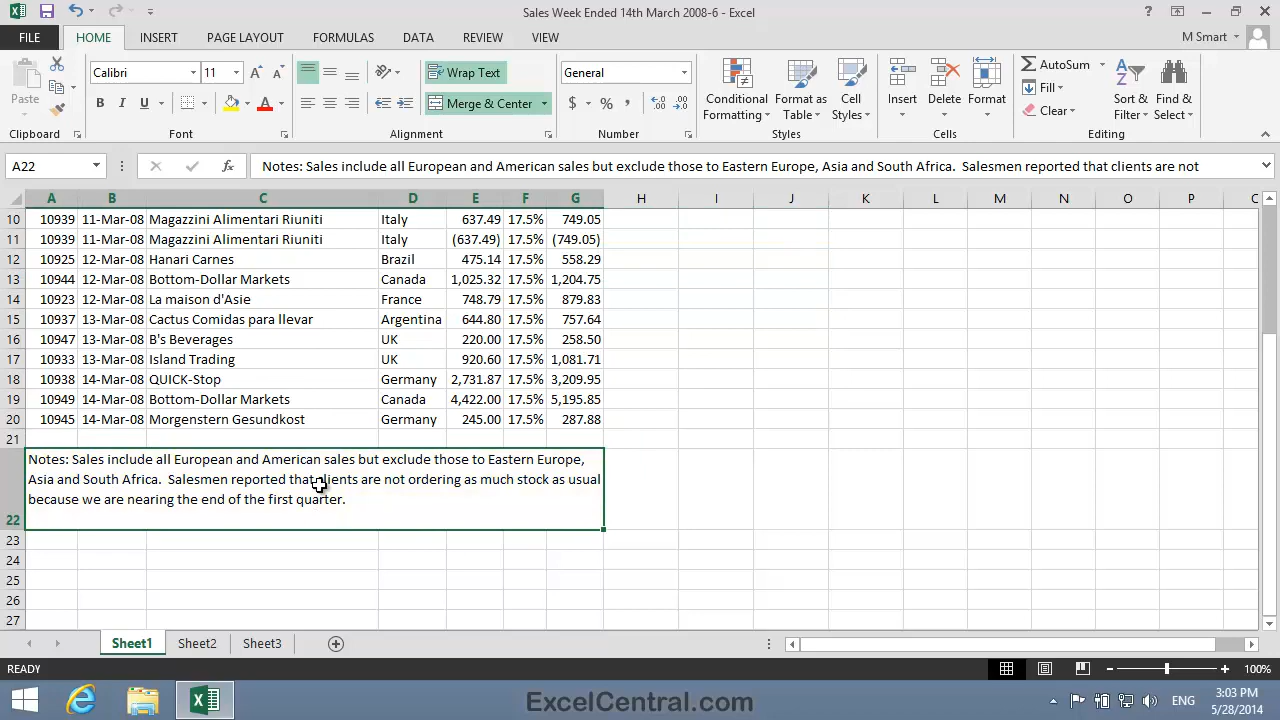 Sales Week Ended 14th March 2008-6 - Excel
FILE HOME INSERT PAGE LAYOUT FORMULAS DATA REVIEW VIEW M Smart
Paste
Calibri 11
B I U A
Wrap Text
Merge & Center
General
$ % ,
Conditional Formatting
Format as Table
Cell Styles
Insert Delete Format
AutoSum
Fill
Clear
Sort & Filter
Find & Select
Clipboard Font Alignment Number Styles Cells Editing
A22 fx Notes: Sales include all European and American sales but exclude those to Eastern Europe, Asia and South Africa.  Salesmen reported that clients are not
A B C D E F G H I J K L M N O P
10 10939 11-Mar-08 Magazzini Alimentari Riuniti Italy 637.49 17.5% 749.05
11 10939 11-Mar-08 Magazzini Alimentari Riuniti Italy (637.49) 17.5% (749.05)
12 10925 12-Mar-08 Hanari Carnes Brazil 475.14 17.5% 558.29
13 10944 12-Mar-08 Bottom-Dollar Markets Canada 1,025.32 17.5% 1,204.75
14 10923 12-Mar-08 La maison d'Asie France 748.79 17.5% 879.83
15 10937 13-Mar-08 Cactus Comidas para llevar Argentina 644.80 17.5% 757.64
16 10947 13-Mar-08 B's Beverages UK 220.00 17.5% 258.50
17 10933 13-Mar-08 Island Trading UK 920.60 17.5% 1,081.71
18 10938 14-Mar-08 QUICK-Stop Germany 2,731.87 17.5% 3,209.95
19 10949 14-Mar-08 Bottom-Dollar Markets Canada 4,422.00 17.5% 5,195.85
20 10945 14-Mar-08 Morgenstern Gesundkost Germany 245.00 17.5% 287.88
21
Notes: Sales include all European and American sales but exclude those to Eastern Europe,
Asia and South Africa.  Salesmen reported that clients are not ordering as much stock as usual
because we are nearing the end of the first quarter.
22
23
24
25
26
27
Sheet1 Sheet2 Sheet3
READY 100%
ExcelCentral.com
ENG
3:03 PM
5/28/2014